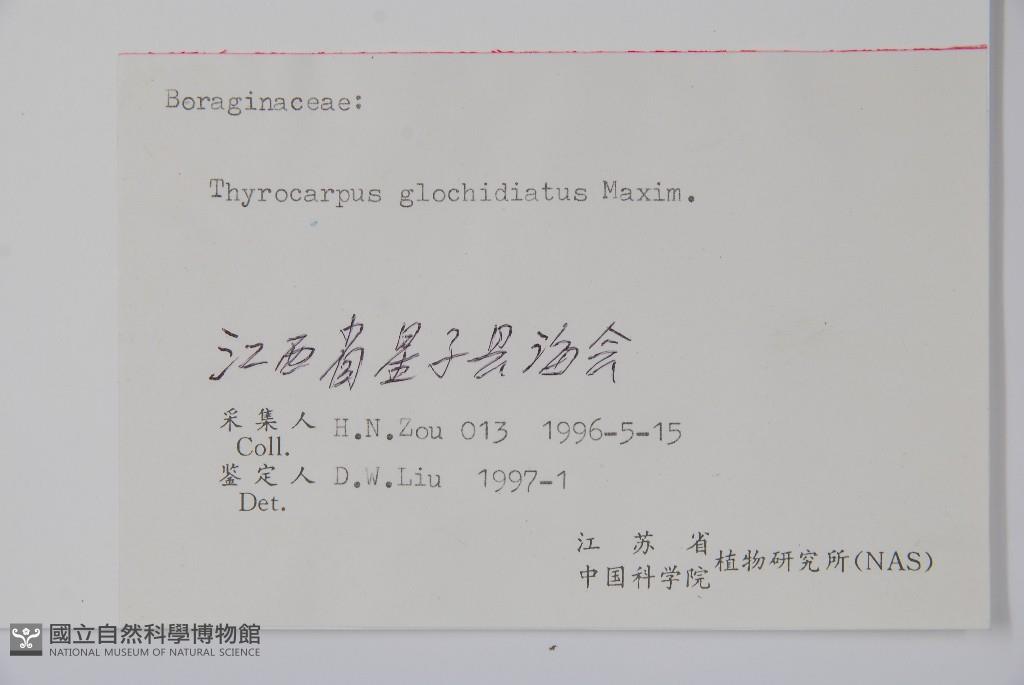 Boraginaceae:
Thyrocarpus glochidiatus Maxim.
江西省星子县海会
采集人 H.N.Zou 013 1996-5-15
Coll.
鉴定人 D.W.Liu 1997-1
Det.
江苏省
中国科学院植物研究所(NAS)
國立自然科學博物館
NATIONAL MUSEUM OF NATURAL SCIENCE